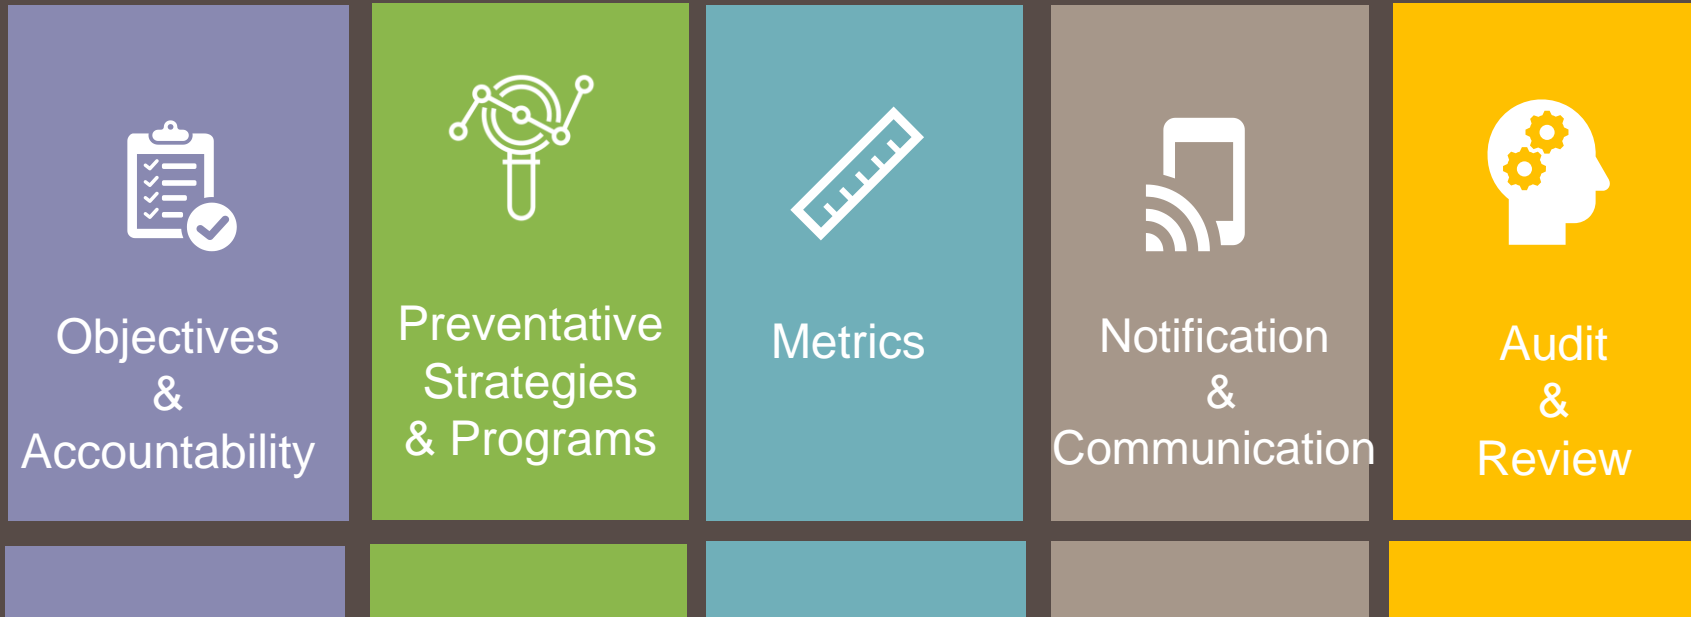 Objectives
&
Accountability
Preventative
Strategies
& Programs
Metrics
Notification
&
Communication
Audit
&
Review